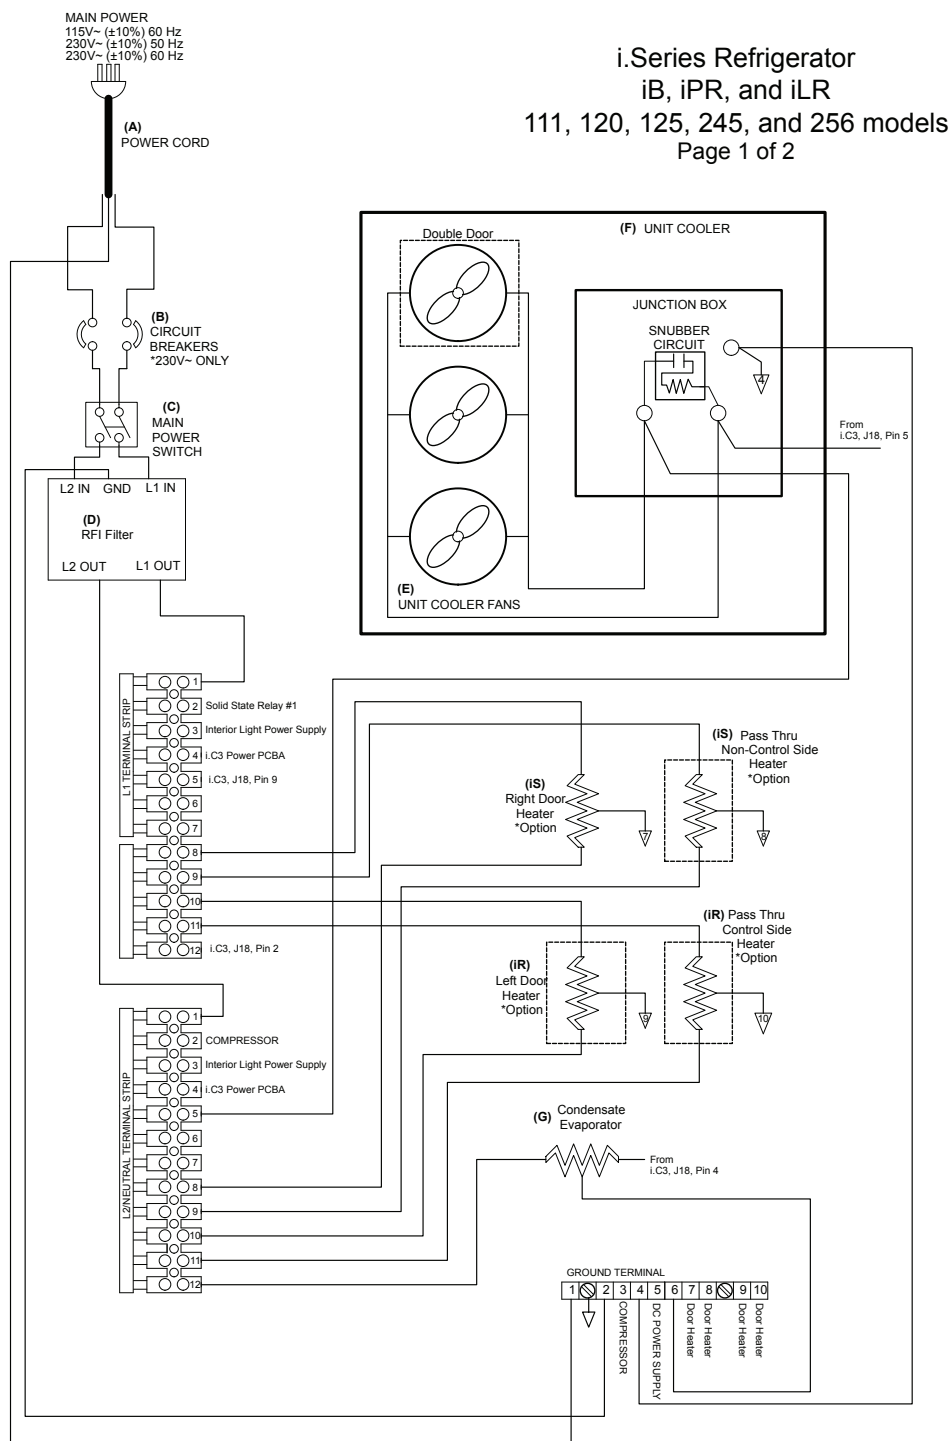 MAIN POWER
115V~ (±10%) 60 Hz
230V~ (±10%) 50 Hz
230V~ (±10%) 60 Hz
i.Series Refrigerator
iB, iPR, and iLR
111, 120, 125, 245, and 256 models
Page 1 of 2
(A)
POWER CORD
(B)
CIRCUIT
BREAKERS
*230V~ ONLY
(C)
MAIN
POWER
SWITCH
L2 IN GND L1 IN
(D)
RFI Filter
L2 OUT L1 OUT
(F) UNIT COOLER
Double Door
JUNCTION BOX
SNUBBER
CIRCUIT
4
From
i.C3, J18, Pin 5
(E)
UNIT COOLER FANS
L1 TERMINAL STRIP
1
2 Solid State Relay #1
3 Interior Light Power Supply
4 i.C3 Power PCBA
5 i.C3, J18, Pin 9
6
7
8
9
10
11
12 i.C3, J18, Pin 2
(iS)
Right Door
Heater
*Option
7
(iS) Pass Thru
Non-Control Side
Heater
*Option
8
(iR)
Left Door
Heater
*Option
9
(iR) Pass Thru
Control Side
Heater
*Option
10
L2/NEUTRAL TERMINAL STRIP
1
2 COMPRESSOR
3 Interior Light Power Supply
4 i.C3 Power PCBA
5
6
7
8
9
10
11
12
(G) Condensate
Evaporator
From
i.C3, J18, Pin 4
GROUND TERMINAL
1 2 3 4 5 6 7 8 9 10
COMPRESSOR
DC POWER SUPPLY
Door Heater
Door Heater
Door Heater
Door Heater